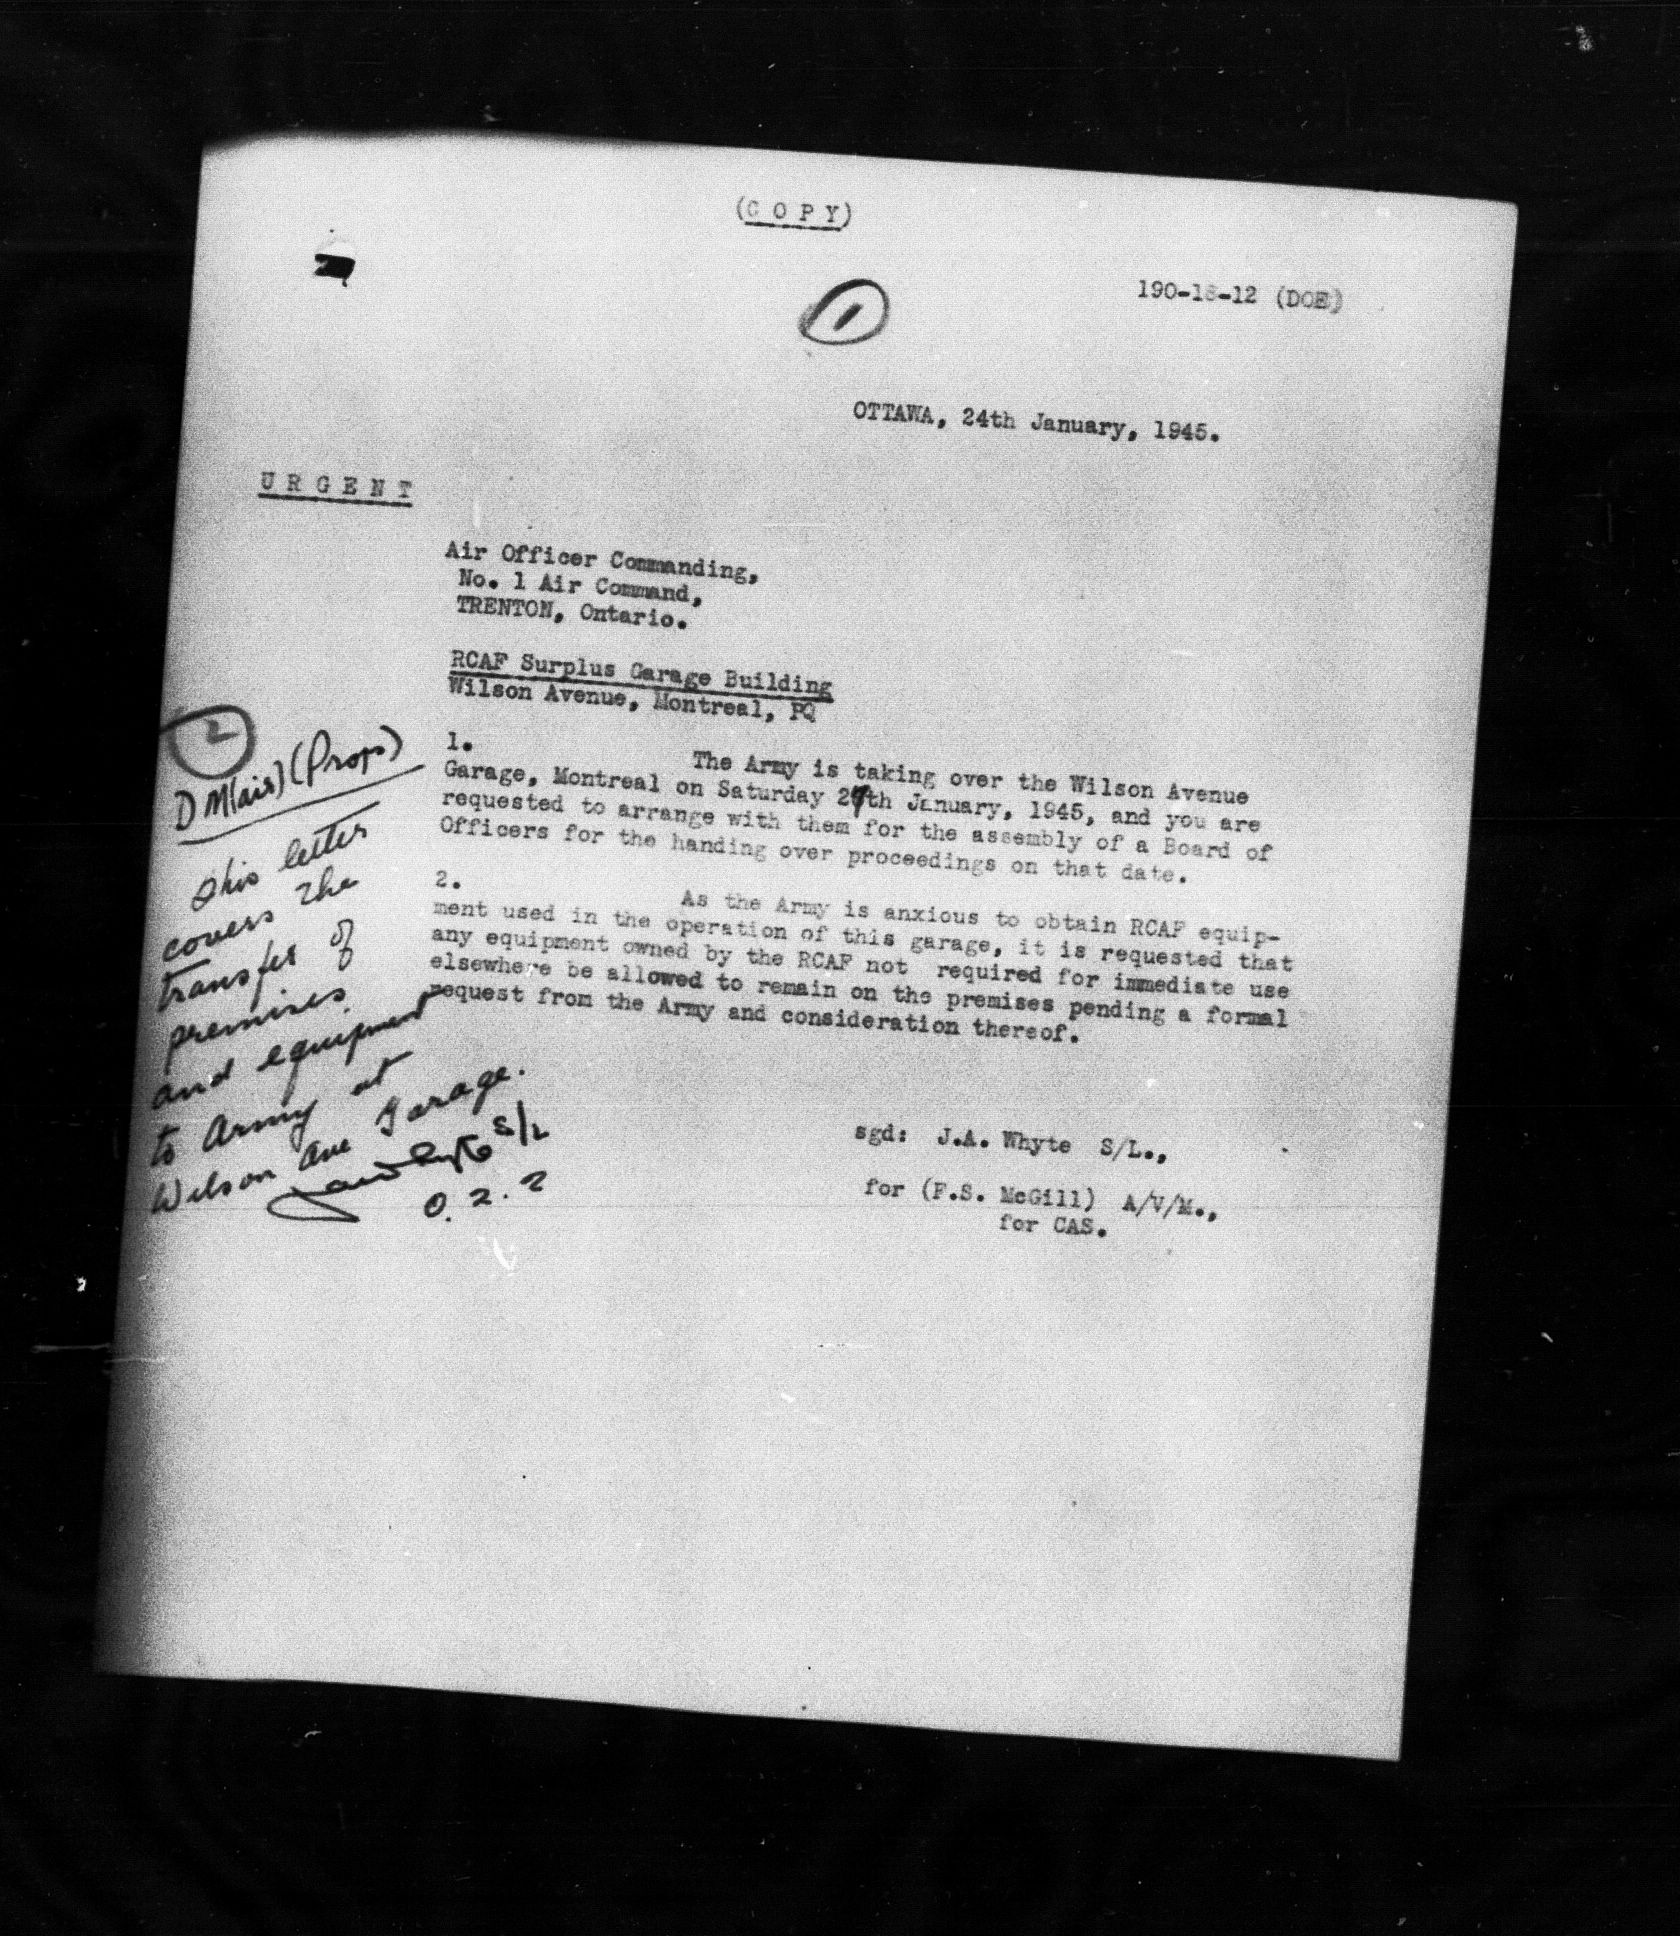 (C O P Y)
1
190-18-12 (DOE)
OTTAWA, 24th January, 1945.
U R G E N T
Air Officer Commanding,
No. 1 Air Command,
TRENTON, Ontario.
RCAF Surplus Garage Building
Wilson Avenue, Montreal, PQ
1. The Army is taking over the Wilson Avenue
Garage, Montreal on Saturday 27th January, 1945, and you are
requested to arrange with them for the assembly of a Board of
Officers for the handing over proceedings on that date.
2. As the Army is anxious to obtain RCAF equip-
ment used in the operation of this garage, it is requested that
any equipment owned by the RCAF not required for immediate use
elsewhere be allowed to remain on the premises pending a formal
request from the Army and consideration thereof.
sgd: J.A. Whyte S/L.,
for (F.S. McGill) A/V/M.,
for CAS.
2
DM(air)(Prop)
This letter
covers the
transfer of
premises
and equipment
to Army at
Wilson Ave Garage.
JAWhyte S/L
0.2.2